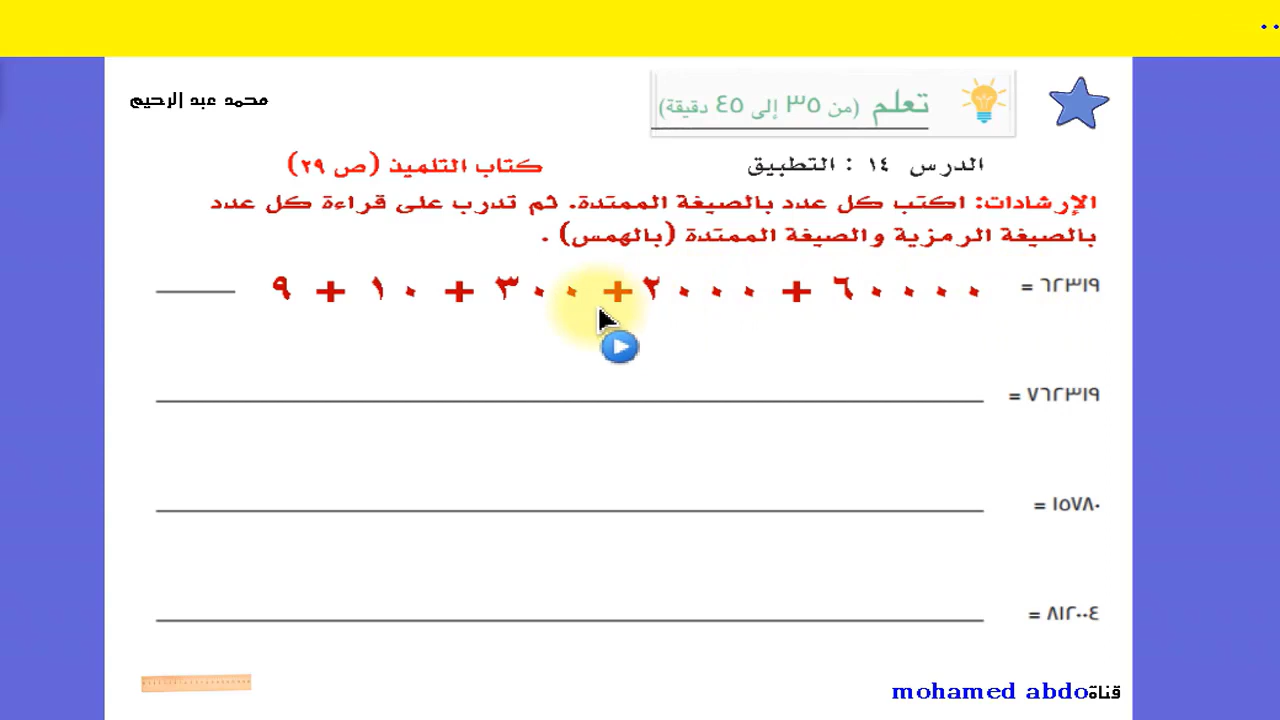 محمد عبد الرحيم
تعلم (من ٣٥ إلى ٤٥ دقيقة)
الدرس ١٤ : التطبيق
كتاب التلميذ (ص ٢٩)
الإرشادات: اكتب كل عدد بالصيغة الممتدة. ثم تدرب على قراءة كل عدد
بالصيغة الرمزية والصيغة الممتدة (بالهمس) .
٦٢٣١٩ = ٦٠٠٠٠ + ٢٠٠٠ + ٣٠٠ + ١٠ + ٩
٧٦٢٣١٩ =
١٥٧٨٠ =
٨١٢٠٠٤ =
قناة mohamed abdo